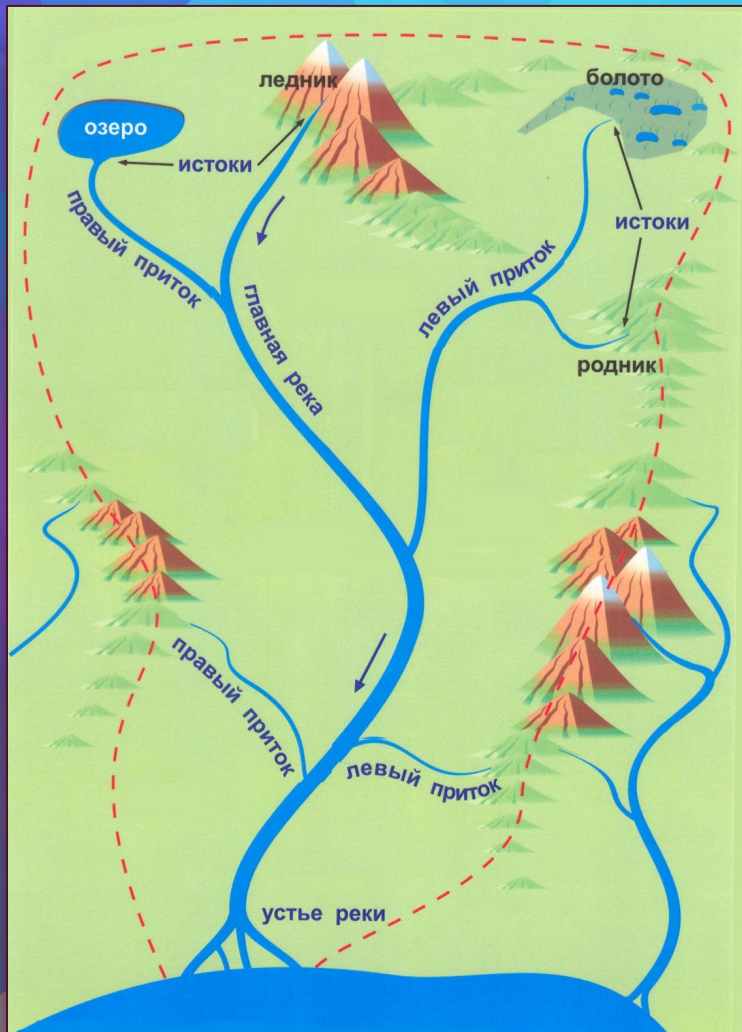 ледник
болото
озеро
истоки
правый приток
истоки
левый приток
главная река
родник
правый приток
левый приток
устье реки